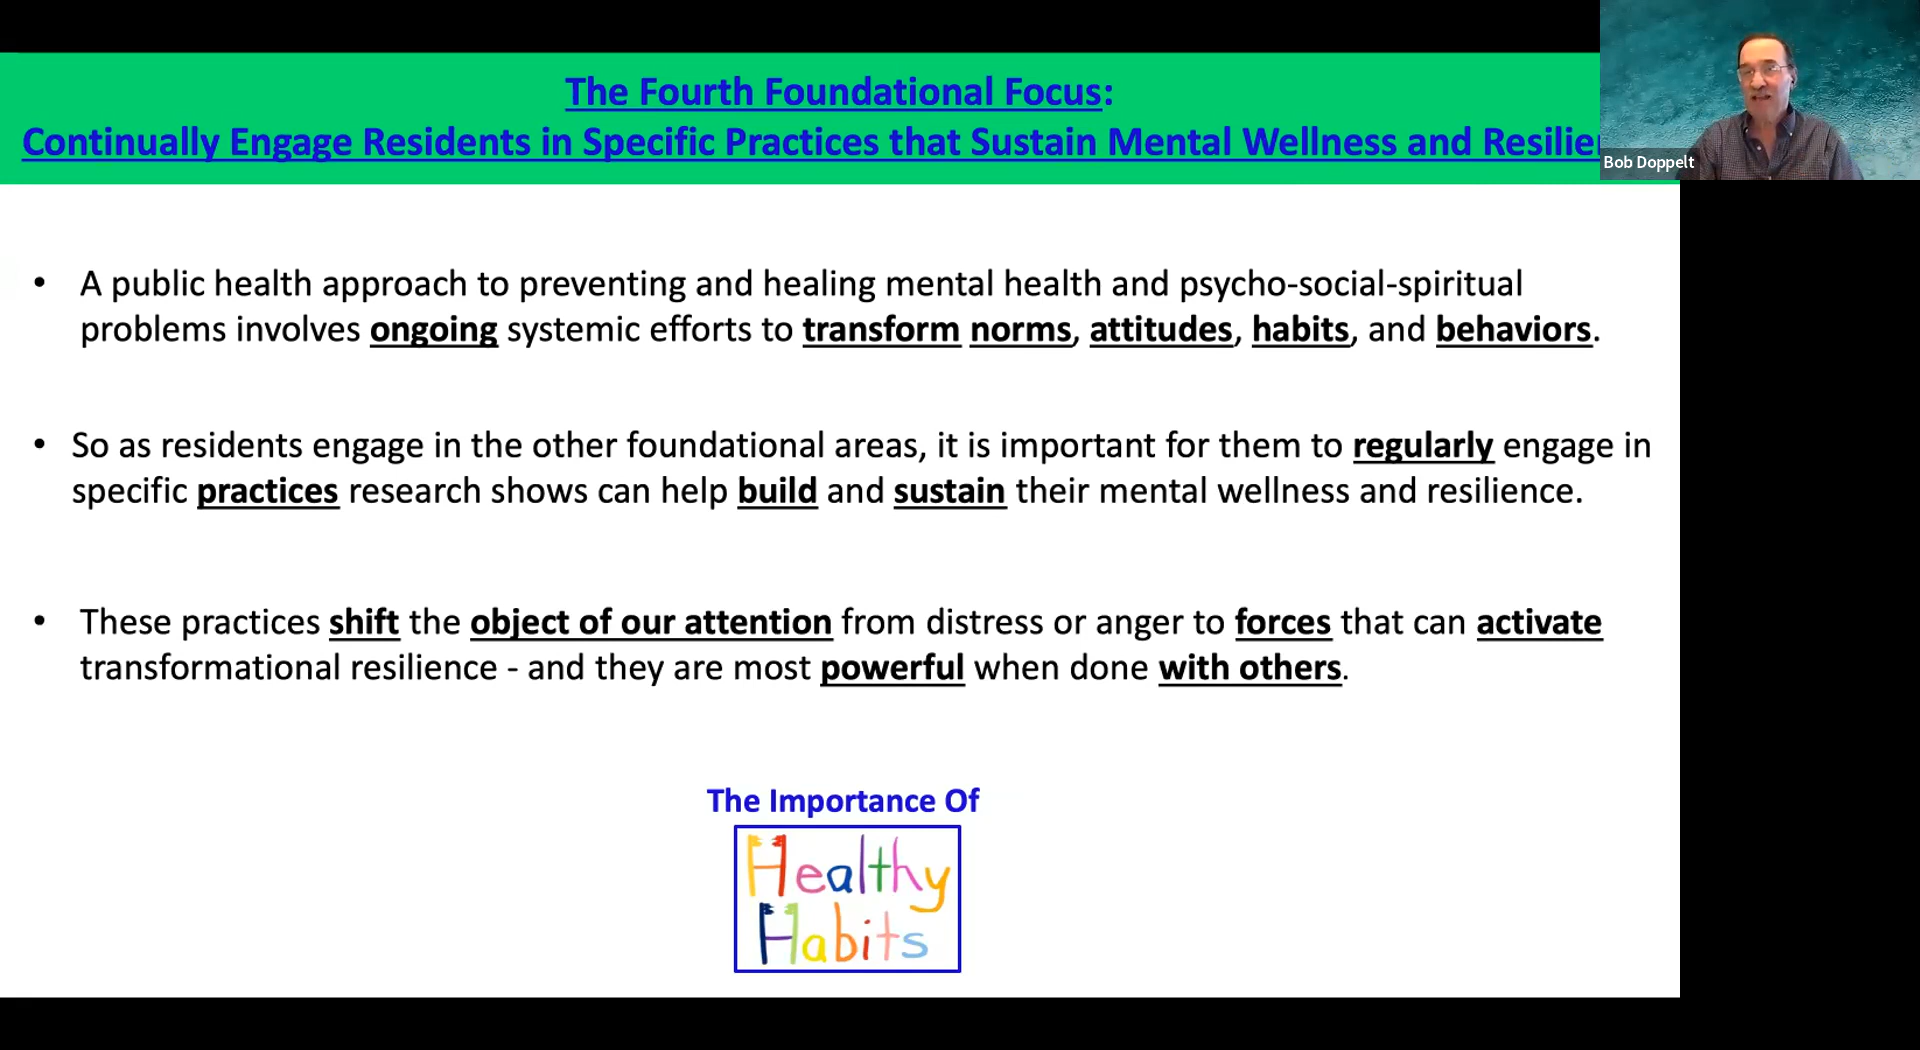 The Fourth Foundational Focus:
Continually Engage Residents in Specific Practices that Sustain Mental Wellness and
Bob Doppelt
• A public health approach to preventing and healing mental health and psycho-social-spiritual
problems involves ongoing systemic efforts to transform norms, attitudes, habits, and behaviors.
• So as residents engage in the other foundational areas, it is important for them to regularly engage in
specific practices research shows can help build and sustain their mental wellness and resilience.
• These practices shift the object of our attention from distress or anger to forces that can activate
transformational resilience - and they are most powerful when done with others.
The Importance Of
Healthy
Habits